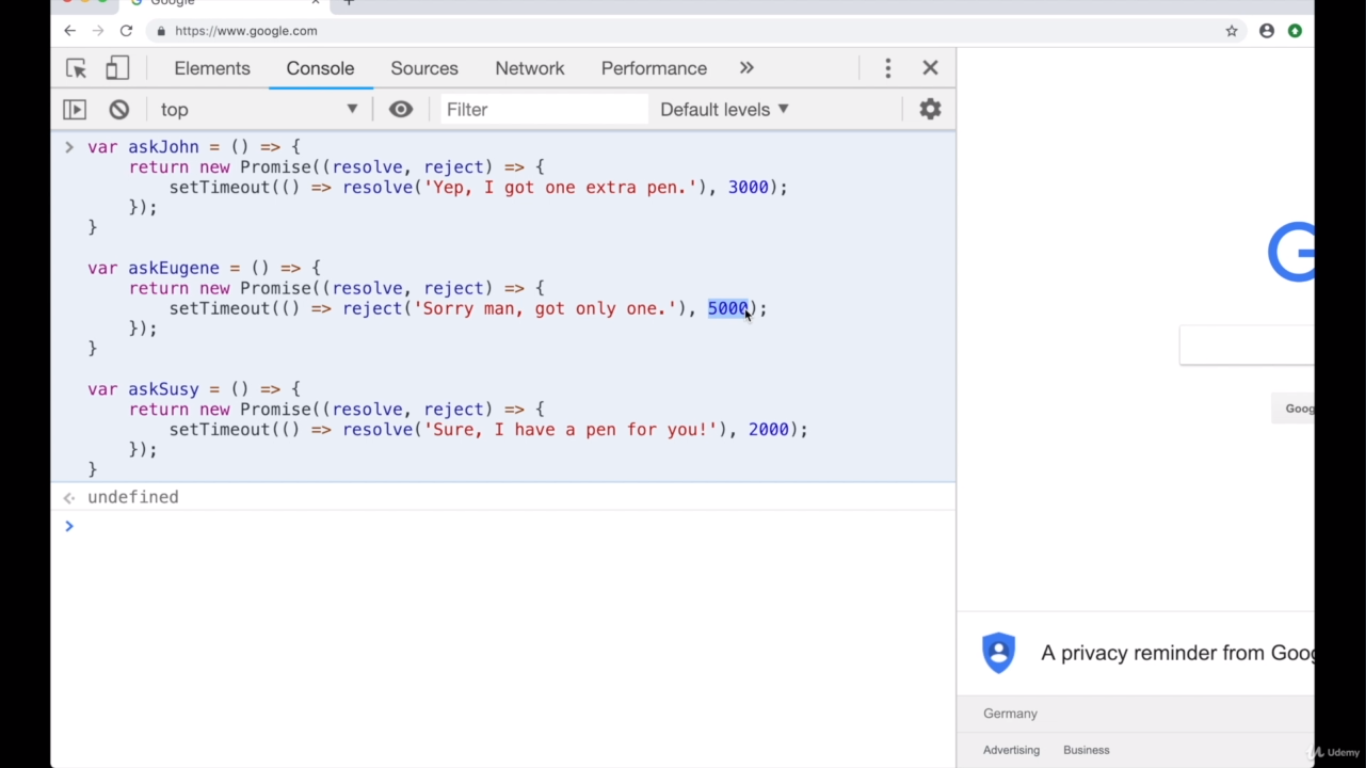 Google
https://www.google.com
Elements Console Sources Network Performance »
top Filter Default levels
> var askJohn = () => {
return new Promise((resolve, reject) => {
setTimeout(() => resolve('Yep, I got one extra pen.'), 3000);
});
}
var askEugene = () => {
return new Promise((resolve, reject) => {
setTimeout(() => reject('Sorry man, got only one.'), 5000);
});
}
var askSusy = () => {
return new Promise((resolve, reject) => {
setTimeout(() => resolve('Sure, I have a pen for you!'), 2000);
});
}
undefined
>
G
Goog
A privacy reminder from Goog
Germany
Advertising Business
Udemy